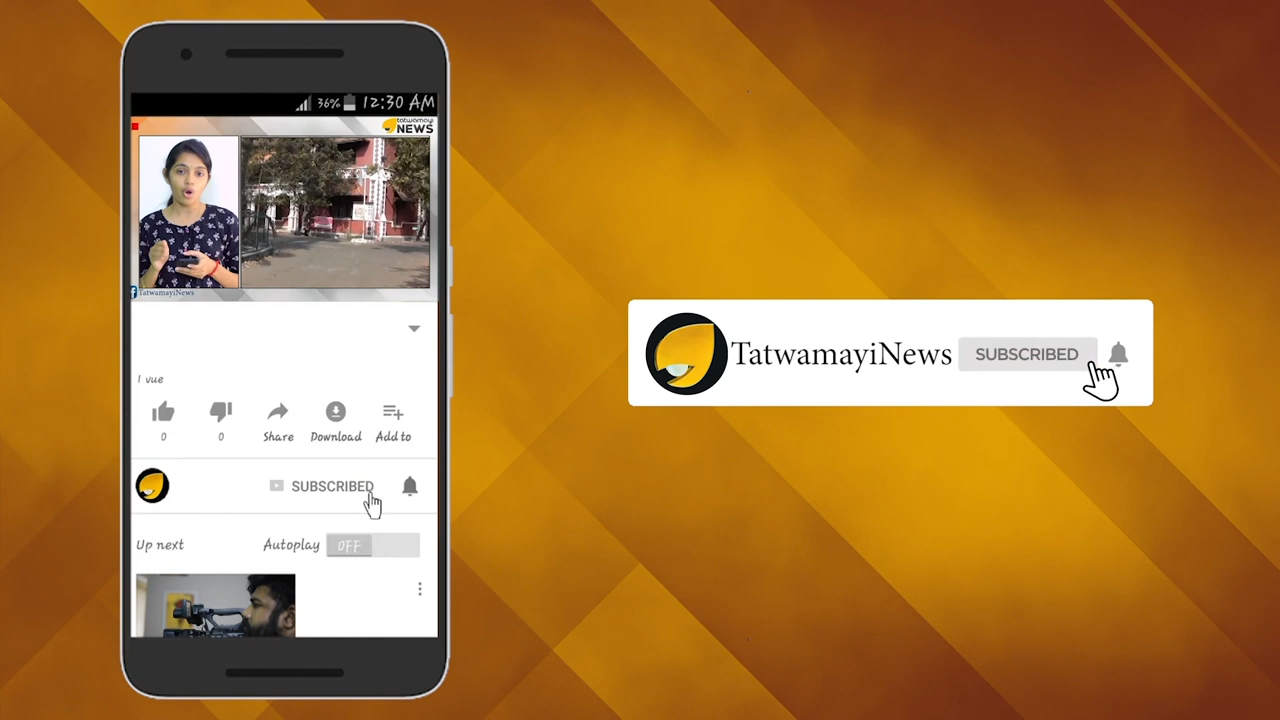 36% 12:30 AM
tatwamayi
NEWS
TatwamayiNews
1 vue
0 0 Share Download Add to
SUBSCRIBED
Up next Autoplay OFF
TatwamayiNews SUBSCRIBED